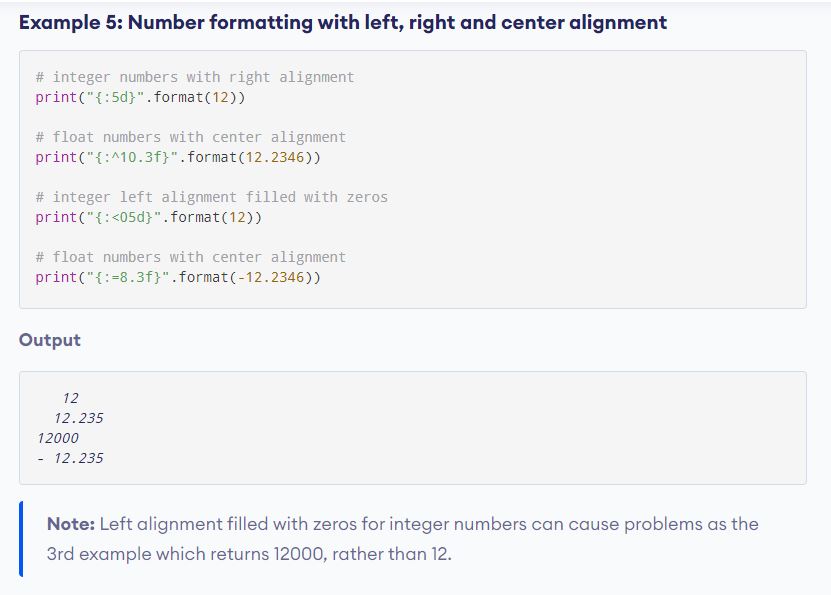 Example 5: Number formatting with left, right and center alignment
# integer numbers with right alignment
print("{:5d}".format(12))
# float numbers with center alignment
print("{:^10.3f}".format(12.2346))
# integer left alignment filled with zeros
print("{:<05d}".format(12))
# float numbers with center alignment
print("{:=8.3f}".format(-12.2346))
Output
   12
  12.235
12000
- 12.235
Note: Left alignment filled with zeros for integer numbers can cause problems as the
3rd example which returns 12000, rather than 12.